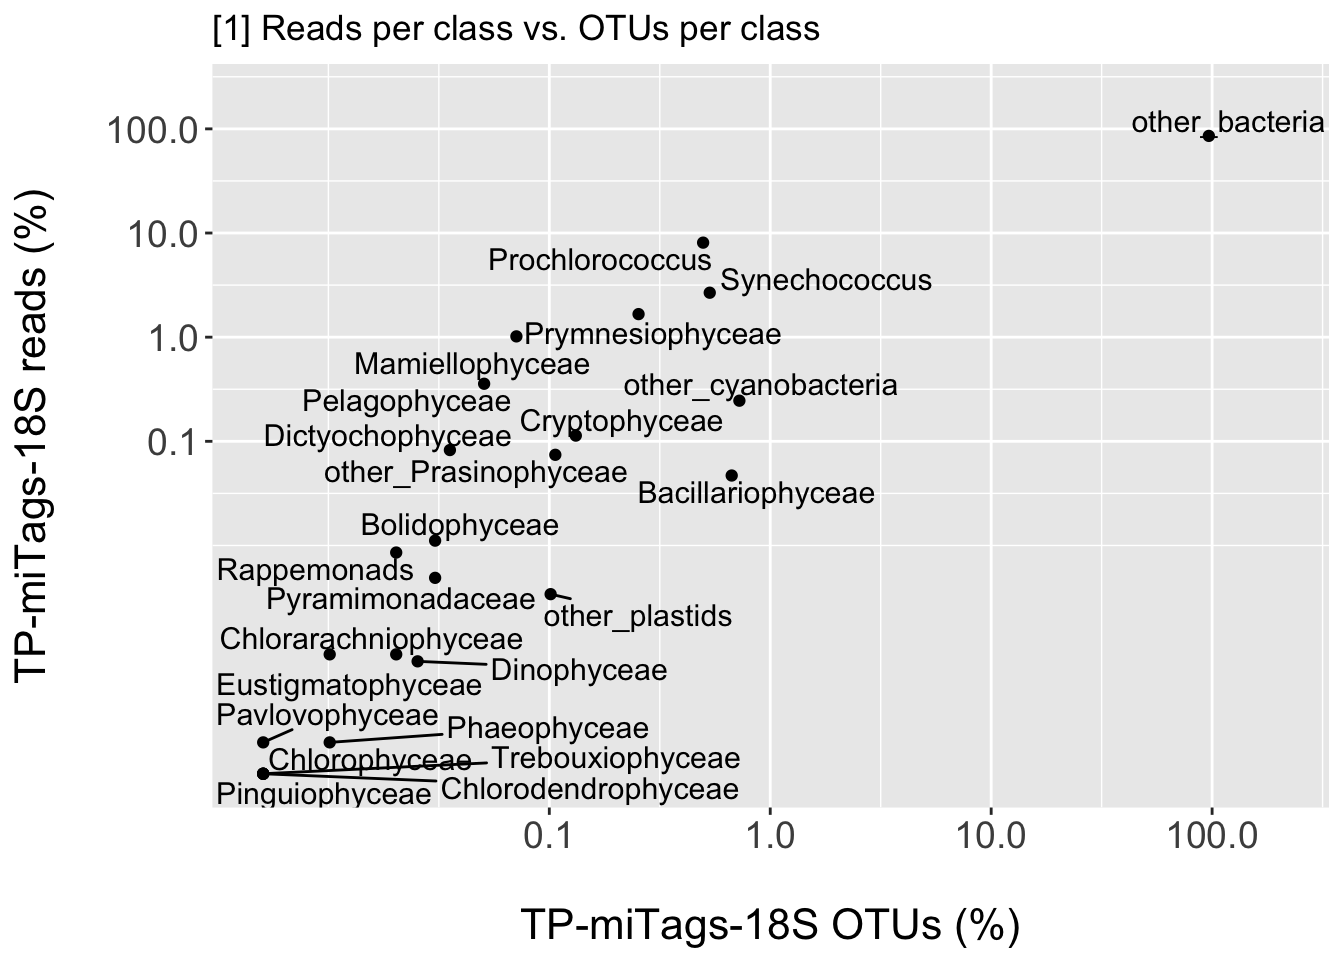 [1] Reads per class vs. OTUs per class
TP-miTags-18S reads (%)
100.0
10.0
1.0
0.1
other_bacteria
Prochlorococcus
Synechococcus
Prymnesiophyceae
Mamiellophyceae
other_cyanobacteria
Pelagophyceae
Cryptophyceae
Dictyochophyceae
other_Prasinophyceae
Bacillariophyceae
Bolidophyceae
Rappemonads
Pyramimonadaceae
other_plastids
Chlorarachniophyceae
Dinophyceae
Eustigmatophyceae
Pavlovophyceae
Phaeophyceae
Chlorophyceae
Trebouxiophyceae
Chlorodendrophyceae
Pinguiophyceae
0.1
1.0
10.0
100.0
TP-miTags-18S OTUs (%)